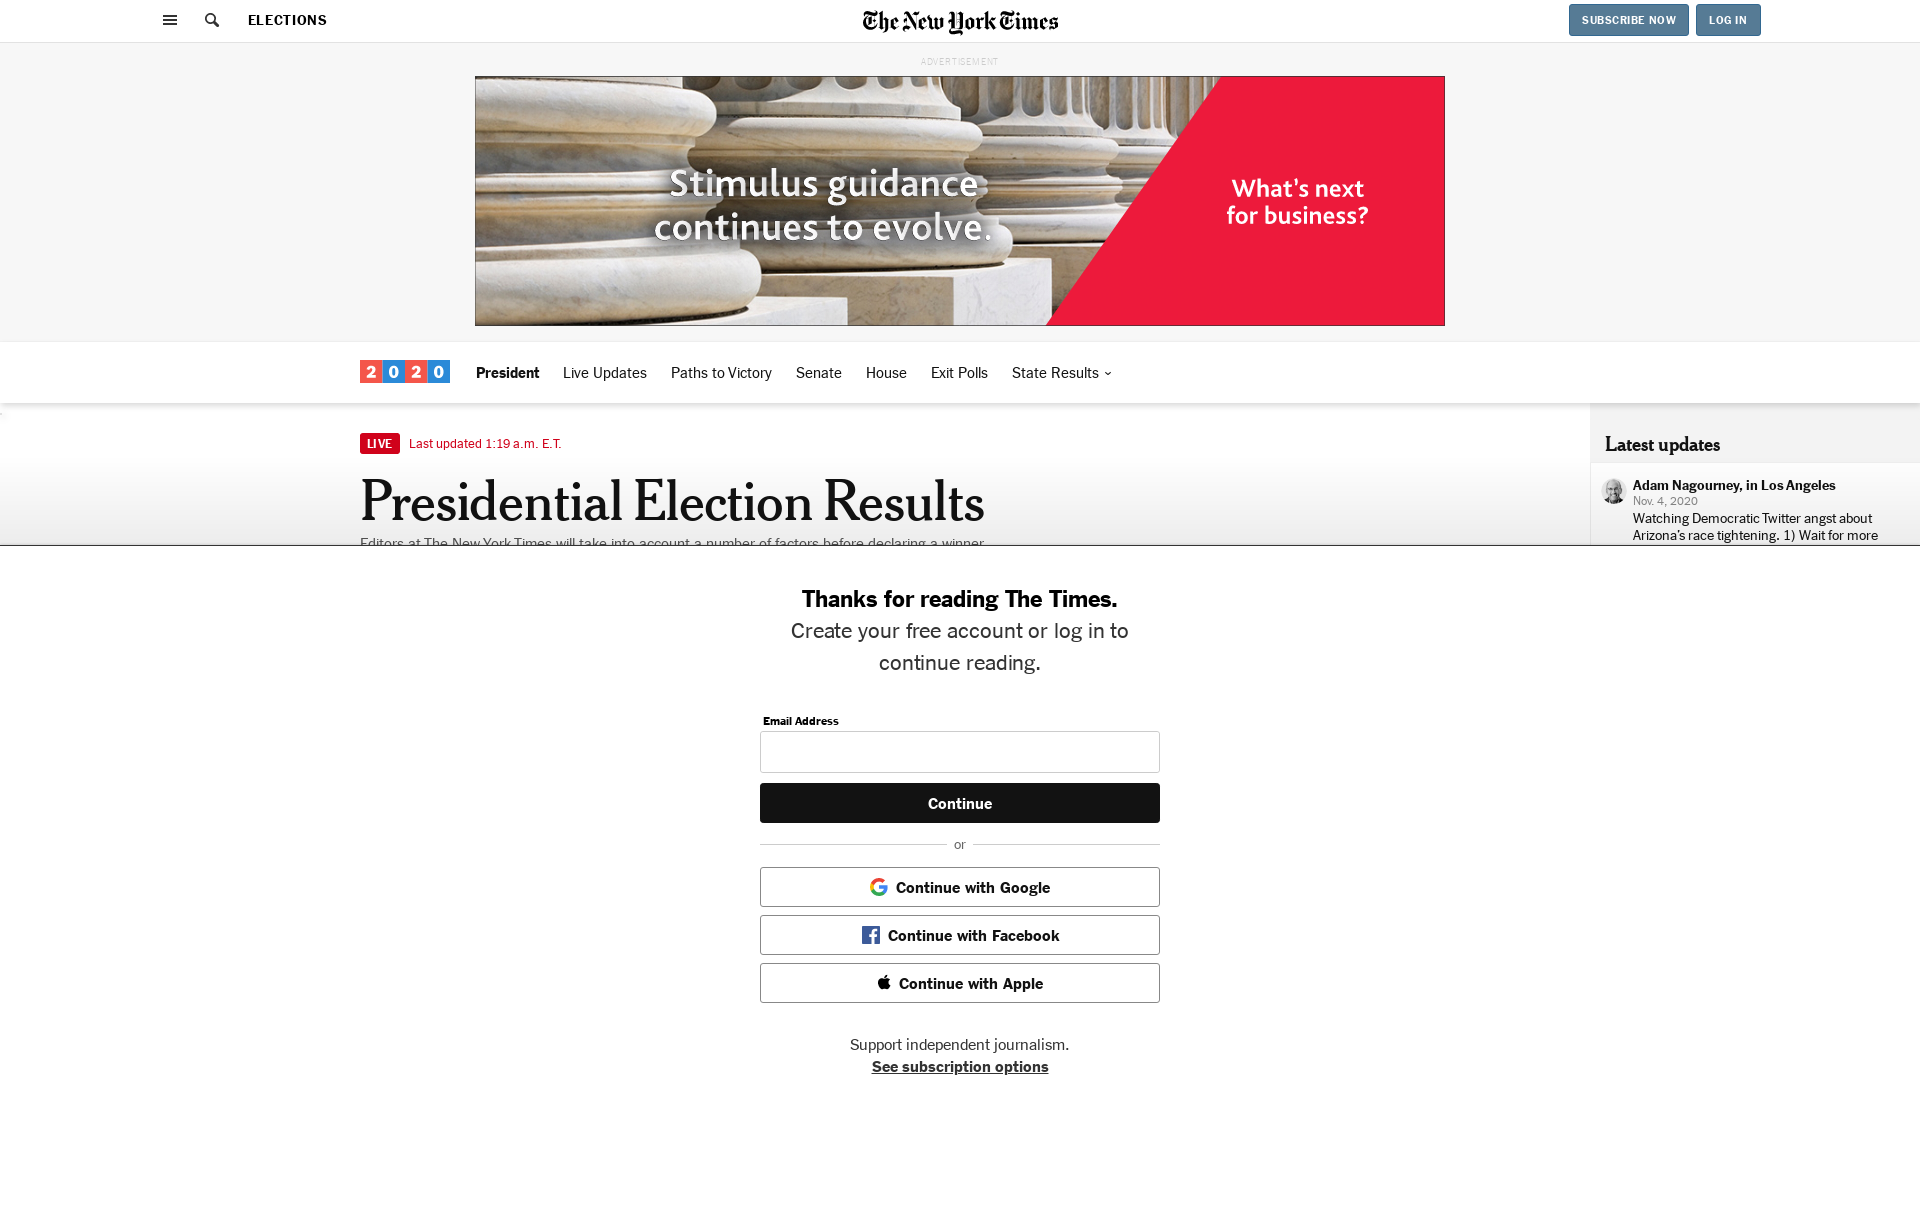 ELECTIONS
The New York Times
SUBSCRIBE NOW
LOG IN
ADVERTISEMENT
Stimulus guidance
continues to evolve.
What's next
for business?
2020
President
Live Updates
Paths to Victory
Senate
House
Exit Polls
State Results
LIVE
Last updated 1:19 a.m. E.T.
Presidential Election Results
Editors at The New York Times will take into account a number of factors before declaring a winner
Latest updates
Adam Nagourney, in Los Angeles
Nov. 4, 2020
Watching Democratic Twitter angst about
Arizona's race tightening. 1) Wait for more
Thanks for reading The Times.
Create your free account or log in to
continue reading.
Email Address
Continue
or
Continue with Google
Continue with Facebook
Continue with Apple
Support independent journalism.
See subscription options